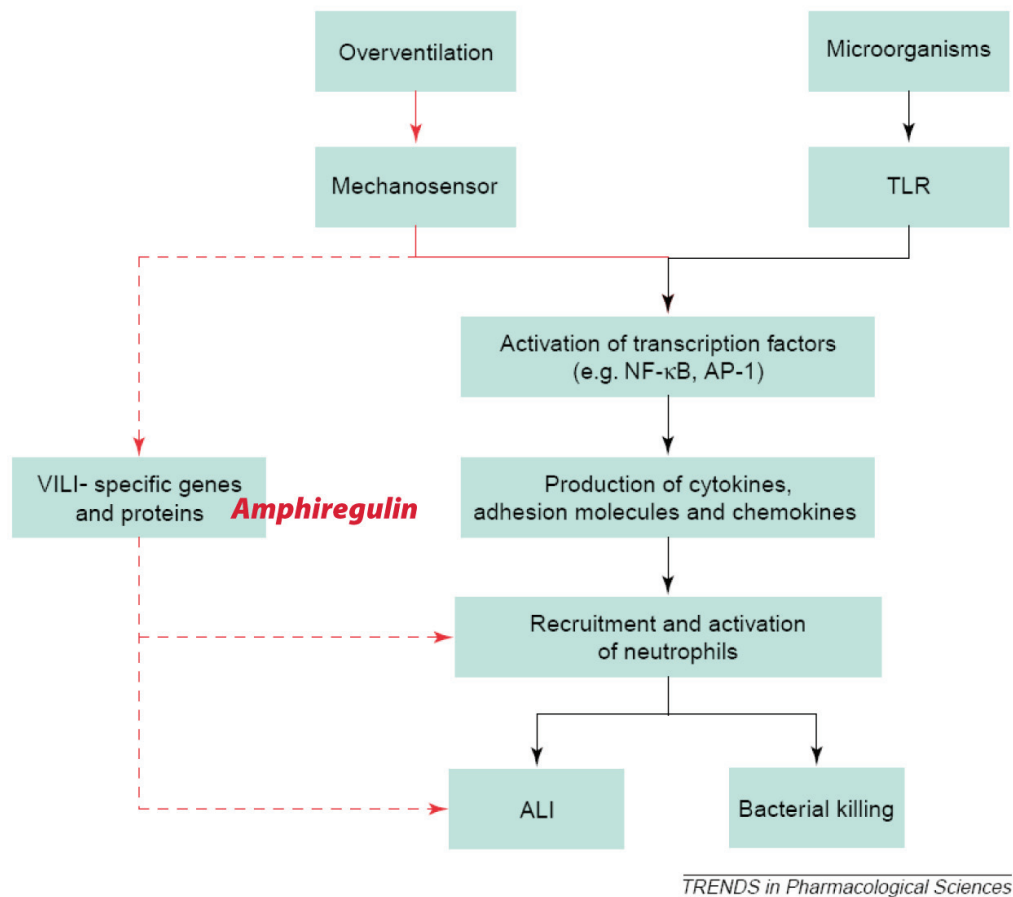 Overventilation
Microorganisms
Mechanosensor
TLR
Activation of transcription factors
(e.g. NF-κB, AP-1)
VILI- specific genes
and proteins
Amphiregulin
Production of cytokines,
adhesion molecules and chemokines
Recruitment and activation
of neutrophils
ALI
Bacterial killing
TRENDS in Pharmacological Sciences